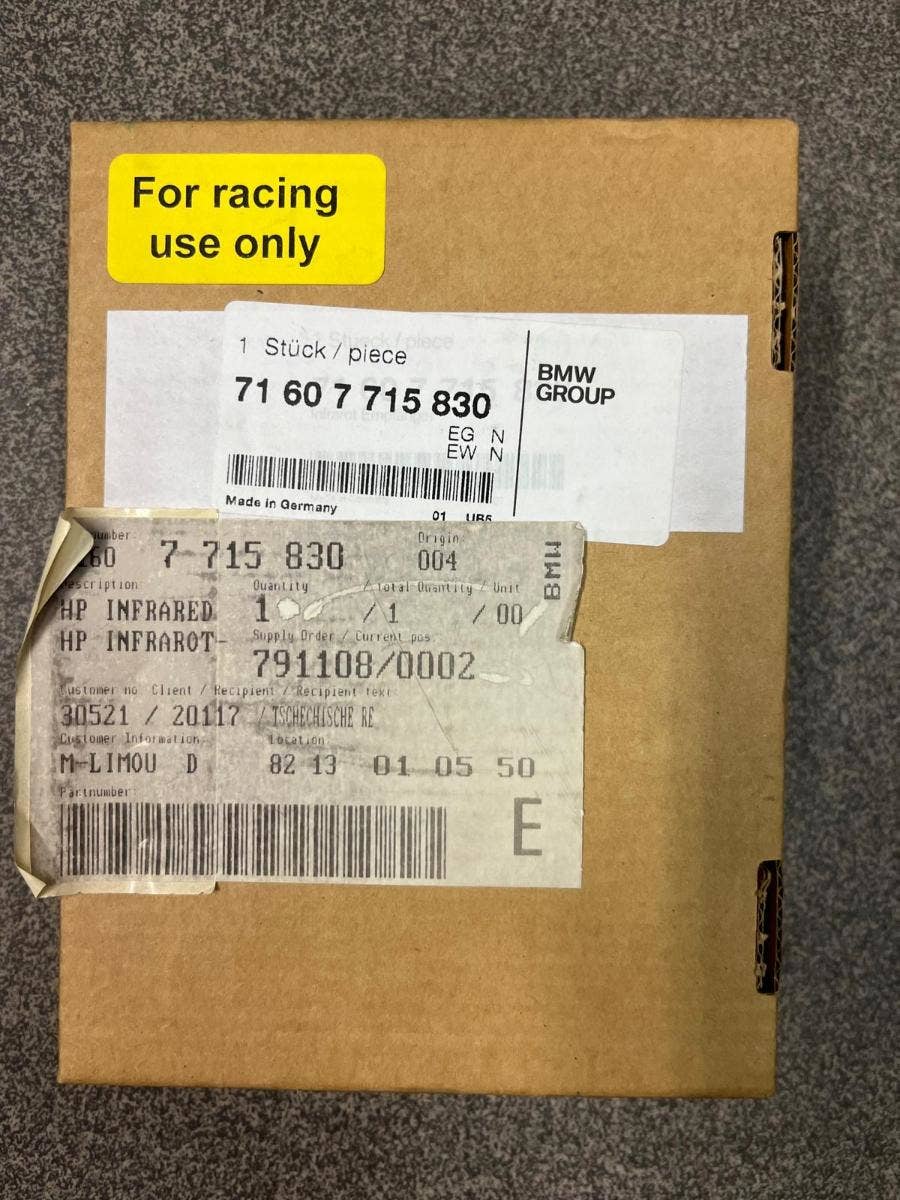 For racing
use only
1 Stück / piece
71 60 7 715 830
EG N
EW N
BMW
GROUP
Made in Germany
01 UB5
Origin
7 715 830
004
BMW
Quantity / Total Quantity / Unit
HP INFRARED
1 / 1 / 00
HP INFRAROT-
Supply Order / Current pos.
791108/0002
Customer no Client / Recipient / Recipient text
30521 / 20117 / TSCHECHISCHE RE
Customer Information Location
M-LIMOU D 82 13 01 05 50
Partnumber
E